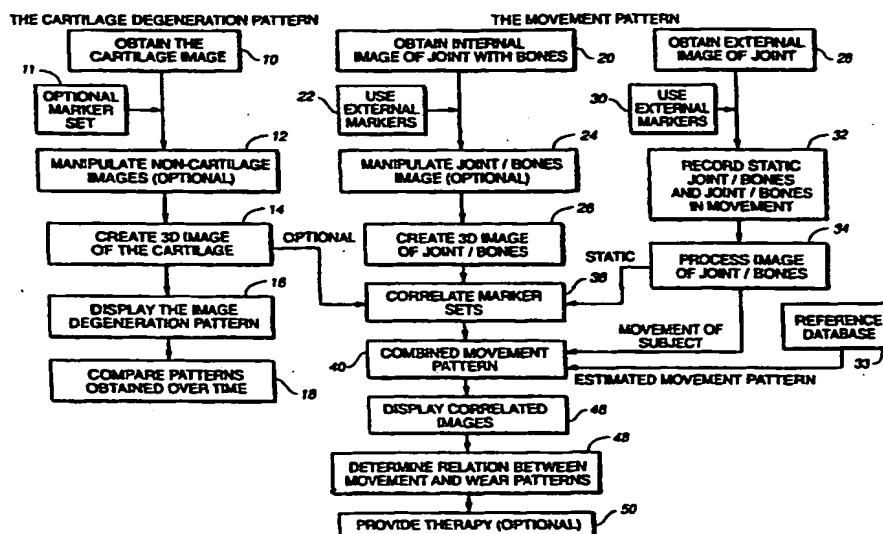 THE CARTILAGE DEGENERATION PATTERN
OBTAIN THE
CARTILAGE IMAGE
10
11
OPTIONAL
MARKER
SET
12
MANIPULATE NON-CARTILAGE
IMAGES (OPTIONAL)
14
CREATE 3D IMAGE
OF THE CARTILAGE
OPTIONAL
16
DISPLAY THE IMAGE
DEGENERATION PATTERN
COMPARE PATTERNS
OBTAINED OVER TIME
18
THE MOVEMENT PATTERN
OBTAIN INTERNAL
IMAGE OF JOINT WITH BONES
20
22
USE
EXTERNAL
MARKERS
24
MANIPULATE JOINT / BONES
IMAGE (OPTIONAL)
26
CREATE 3D IMAGE
OF JOINT / BONES
OBTAIN EXTERNAL
IMAGE OF JOINT
28
30
USE
EXTERNAL
MARKERS
32
RECORD STATIC
JOINT / BONES
AND JOINT / BONES
IN MOVEMENT
34
PROCESS IMAGE
OF JOINT / BONES
STATIC
36
CORRELATE MARKER
SETS
MOVEMENT OF
SUBJECT
REFERENCE
DATABASE
33
40
COMBINED MOVEMENT
PATTERN
ESTIMATED MOVEMENT PATTERN
DISPLAY CORRELATED
IMAGES
46
48
DETERMINE RELATION BETWEEN
MOVEMENT AND WEAR PATTERNS
50
PROVIDE THERAPY (OPTIONAL)